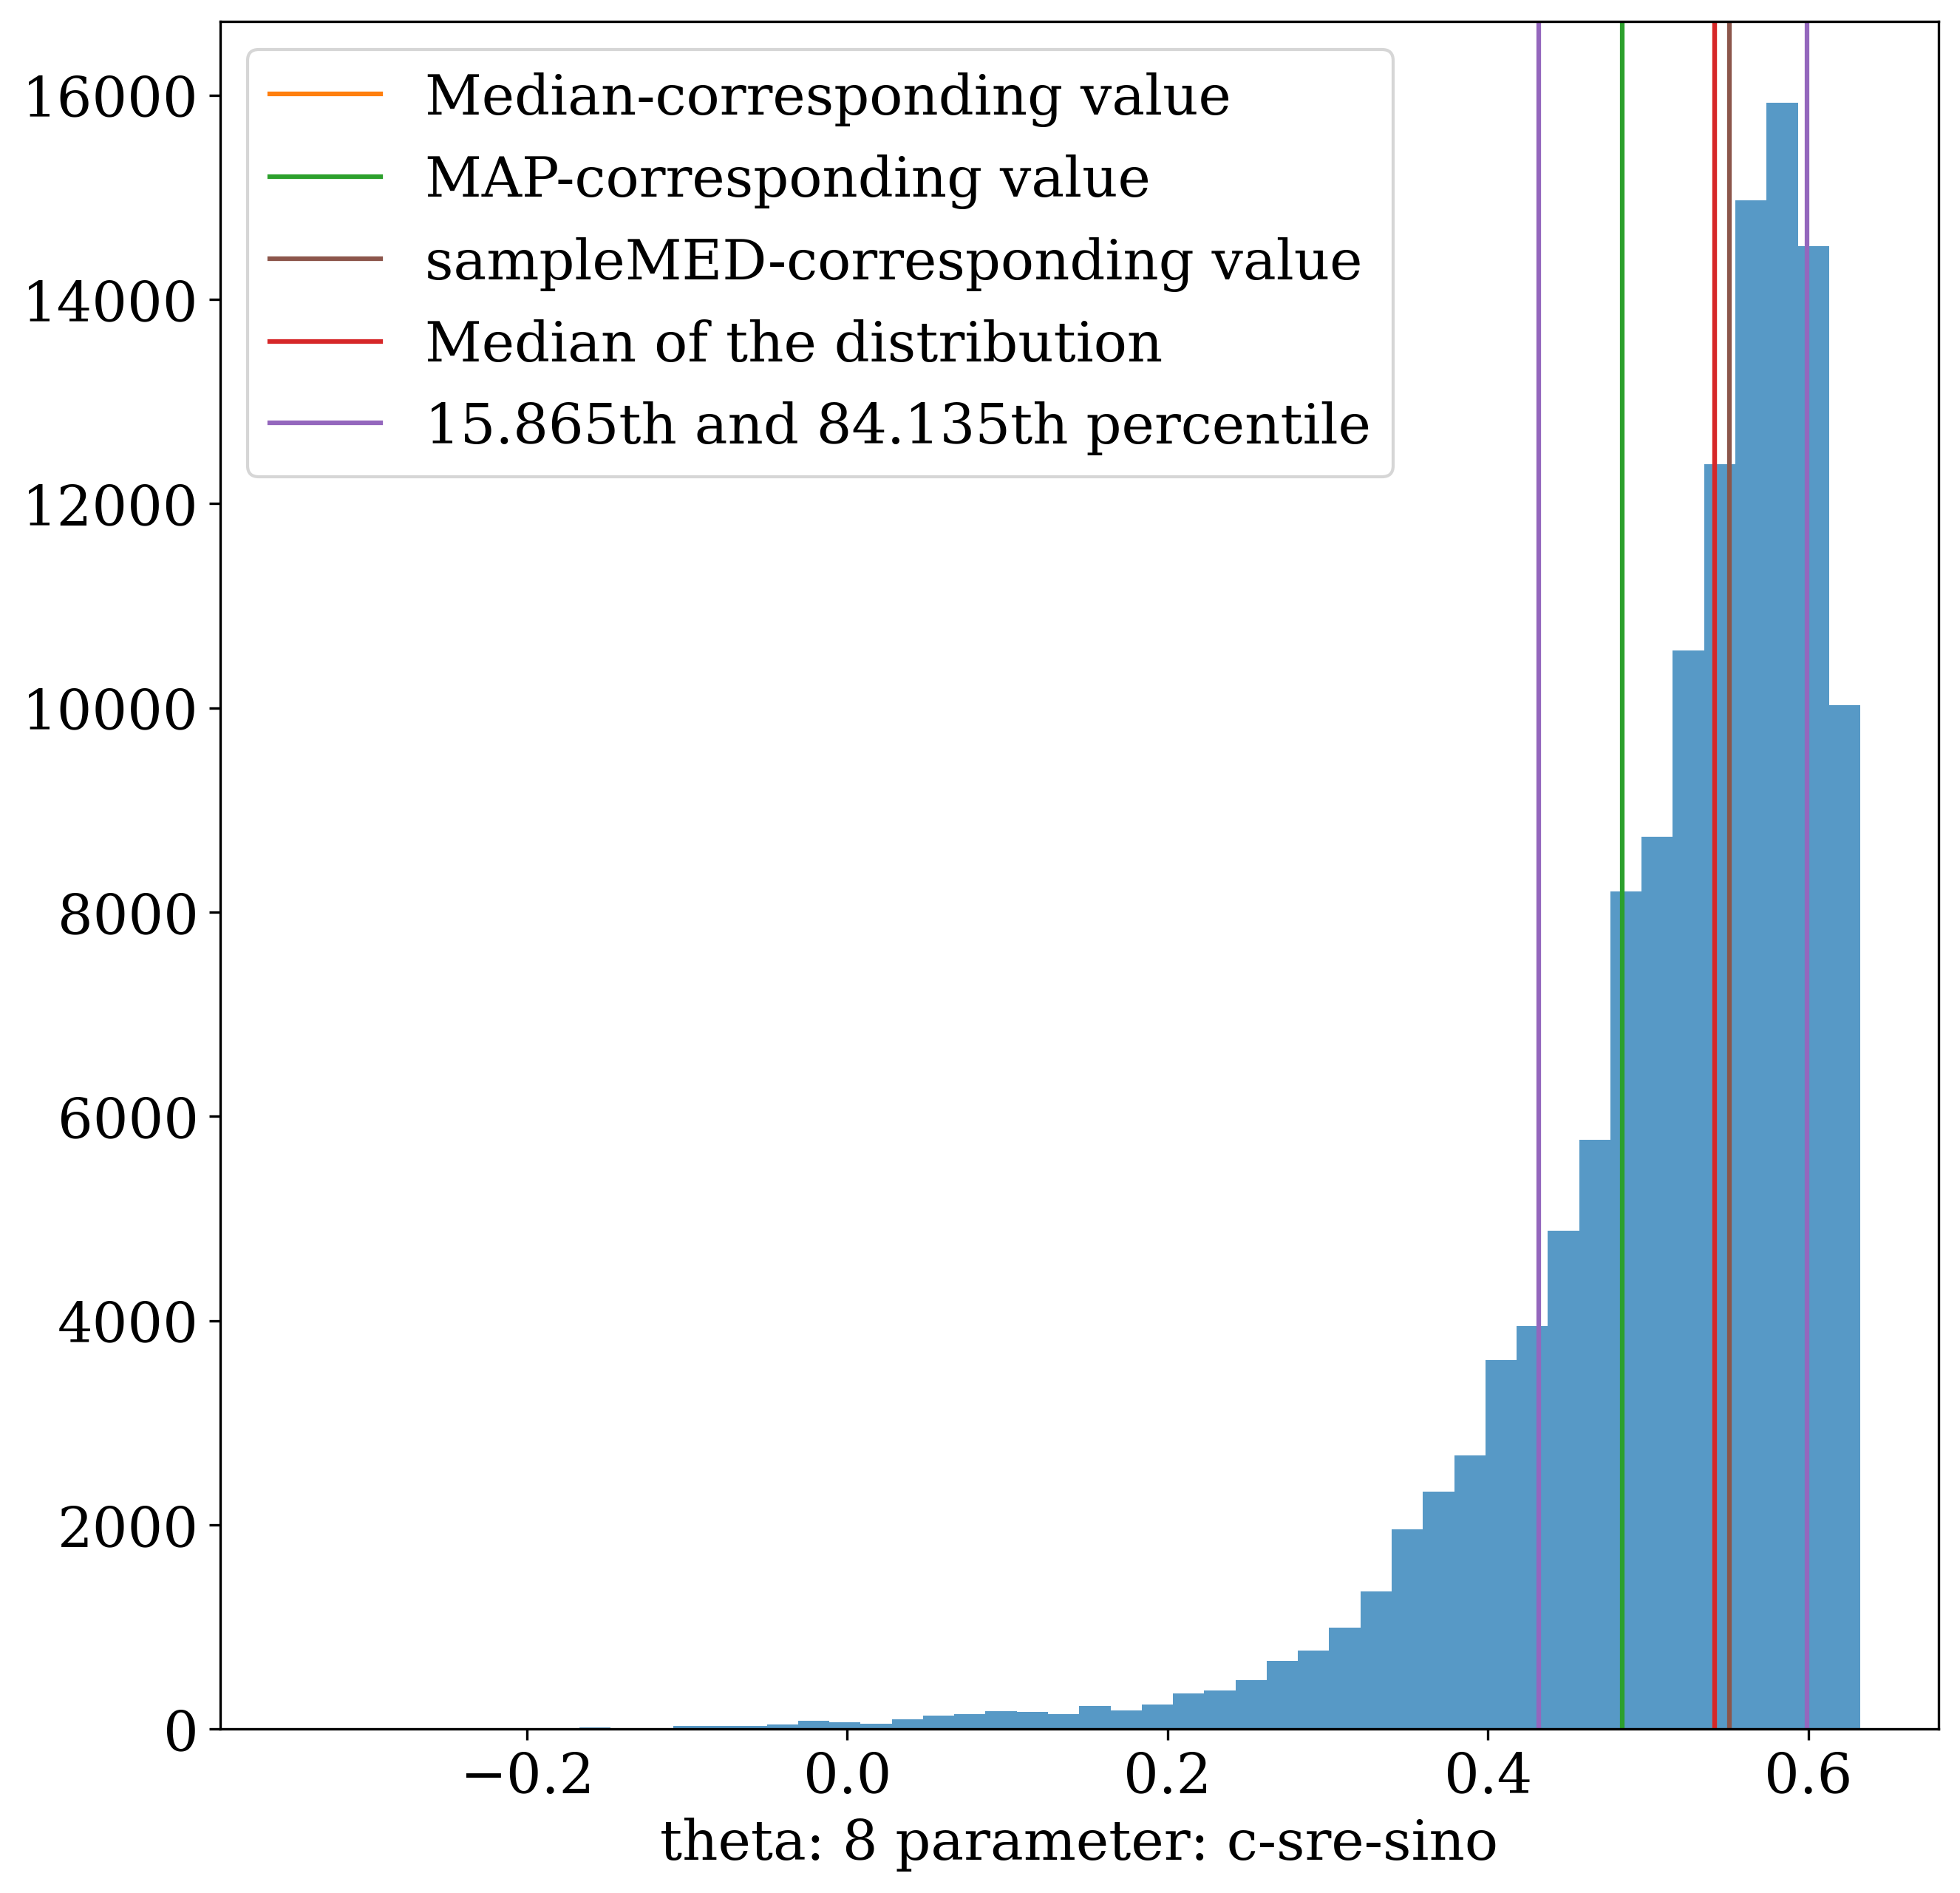 Median-corresponding value
MAP-corresponding value
sampleMED-corresponding value
Median of the distribution
15.865th and 84.135th percentile
16000
14000
12000
10000
8000
6000
4000
2000
0
−0.2 0.0 0.2 0.4 0.6
theta: 8 parameter: c-sre-sino